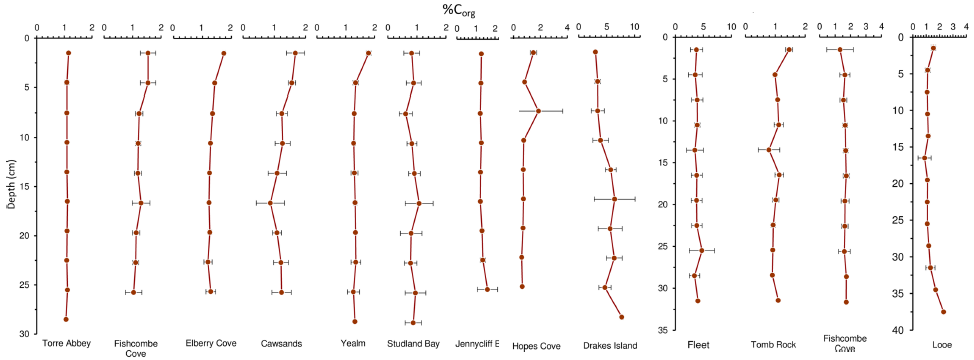 %Corg
0 1 2
0 1 2
0 1 2
0 1 2
0 1 2
0 1 2
0 1 2
0 2 4
0 5 10
0 5 10
0 1 2
0 1 2 3 4
0 1 2 3 4
Depth (cm)
0
5
10
15
20
25
30
0
5
10
15
20
25
30
35
0
5
10
15
20
25
30
35
40
Torre Abbey
Fishcombe
Cove
Elberry Cove
Cawsands
Yealm
Studland Bay
Jennycliff E
Hopes Cove
Drakes Island
Fleet
Tomb Rock
Fishcombe
Cove
Looe